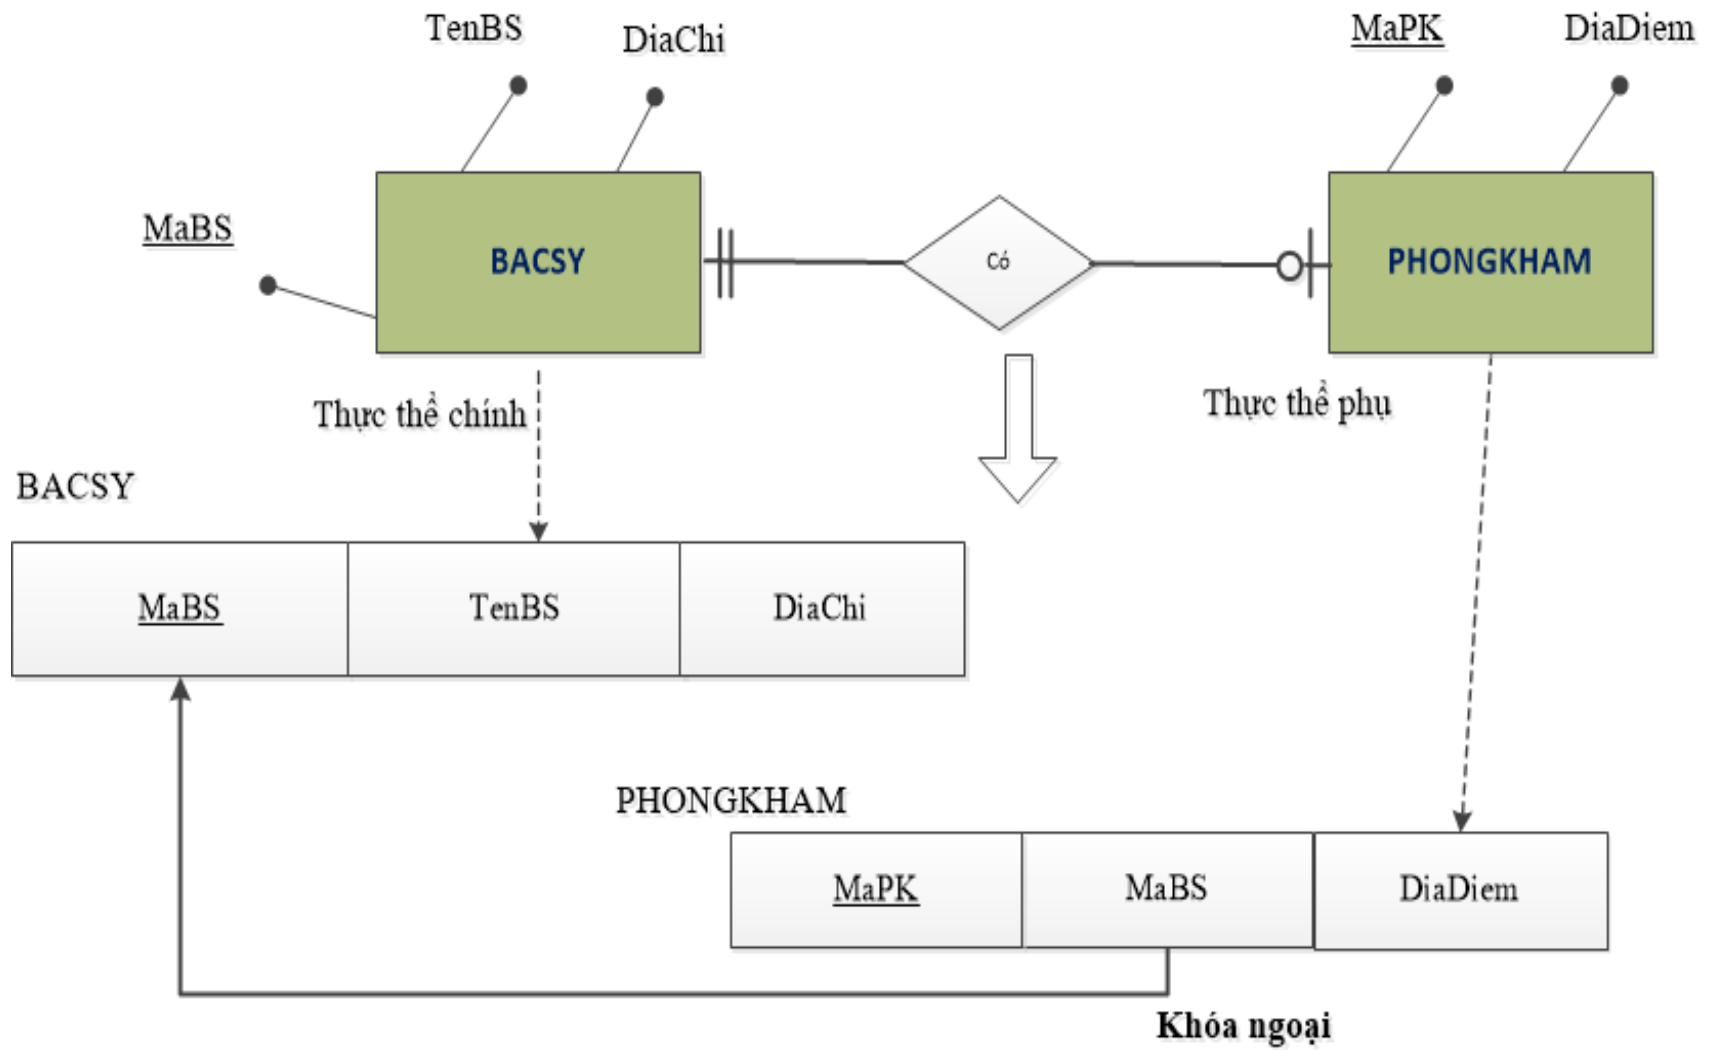 TenBS
DiaChi
MaPK
DiaDiem
MaBS
BACSY
Có
PHONGKHAM
Thực thể chính
Thực thể phụ
BACSY
MaBS
TenBS
DiaChi
PHONGKHAM
MaPK
MaBS
DiaDiem
Khóa ngoại